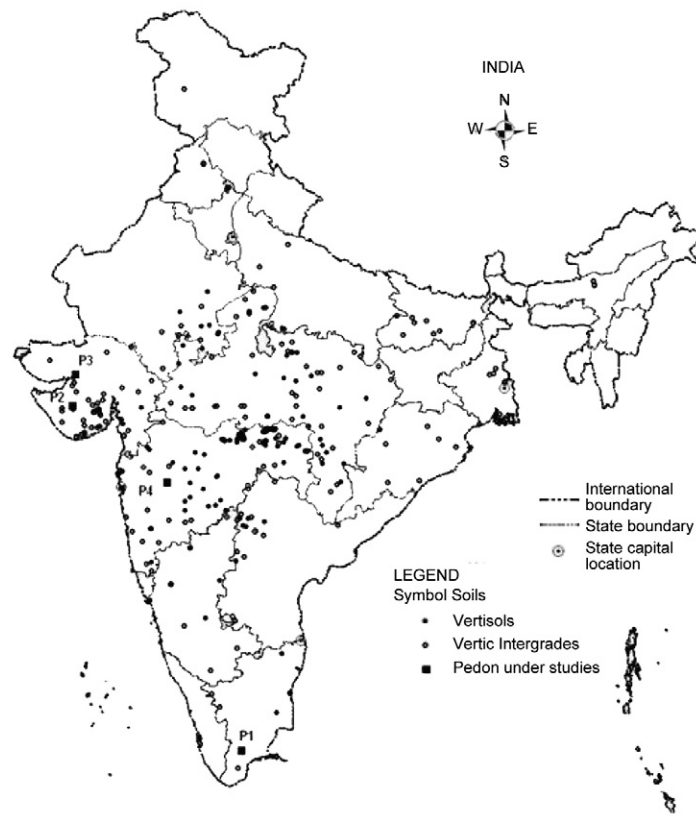 INDIA
N
W E
S
P3
P2
P4
P1
International
boundary
State boundary
State capital
location
LEGEND
Symbol Soils
Vertisols
Vertic Intergrades
Pedon under studies